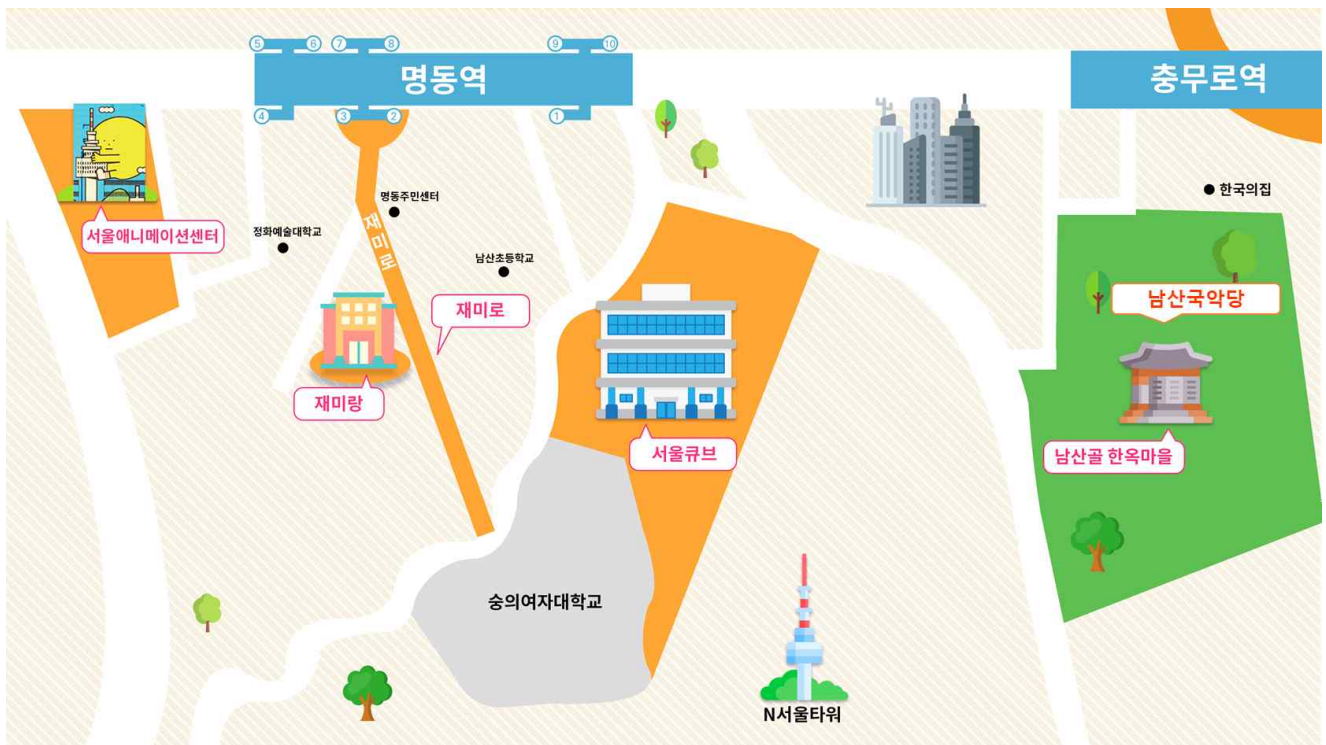 5
6
7
8
9
10
명동역
충무로역
4
3
2
1
명동주민센터
한국의집
재미로
서울애니메이션센터
정화예술대학교
남산초등학교
재미로
남산국악당
재미랑
서울큐브
남산골 한옥마을
숭의여자대학교
N서울타워